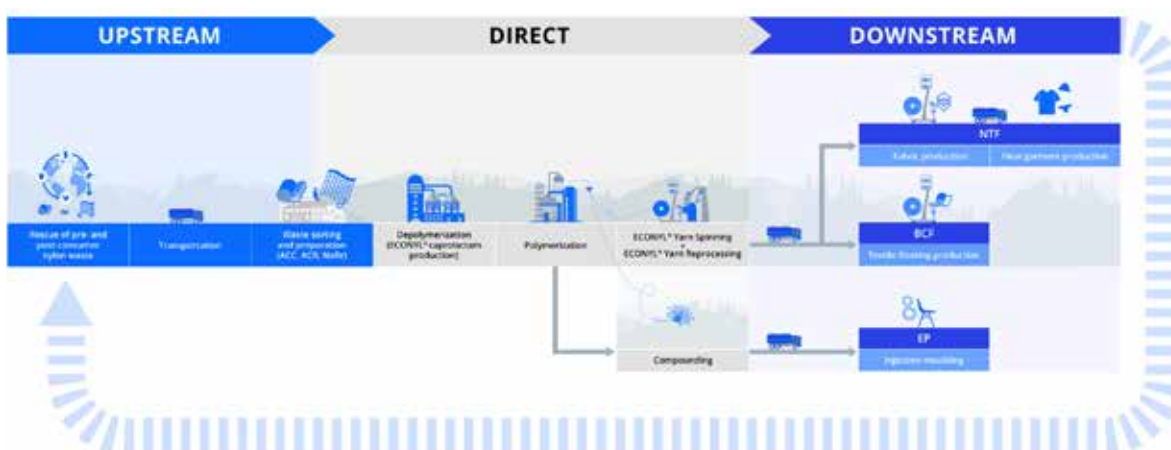 UPSTREAM
DIRECT
DOWNSTREAM
NTF
Fabric production
Final garment production
Rescue of pre- and
post-consumer
nylon waste
Transportation
Waste sorting
and preparation
(ACC, ACR, NoRe)
Depolymerization
(ECONYL® caprolactam
production)
Polymerization
ECONYL® Yarn Spinning
+
ECONYL® Yarn Reprocessing
BCF
Textile flooring production
Compounding
EP
Injection moulding